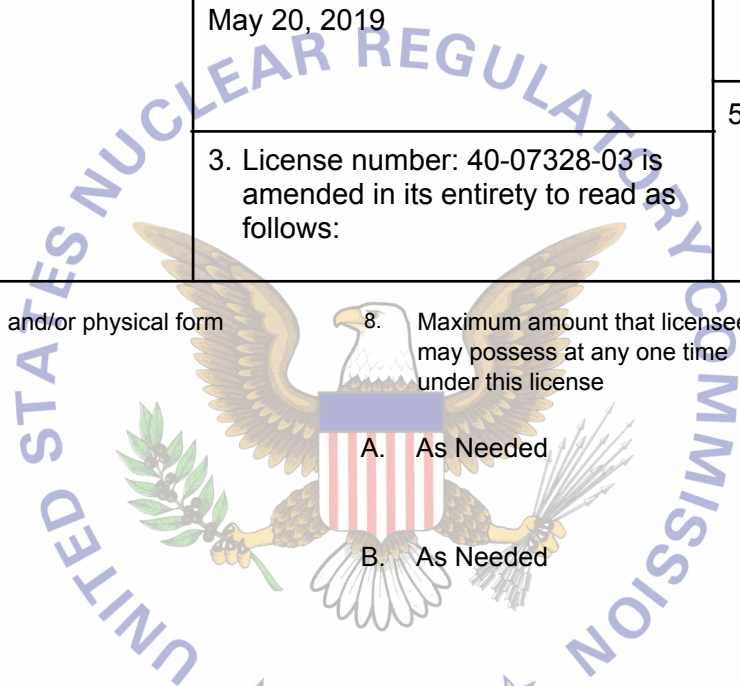 May 20, 2019
5
3. License number: 40-07328-03 is
amended in its entirety to read as
follows:
and/or physical form
8. Maximum amount that licensee
may possess at any one time
under this license
A. As Needed
B. As Needed
UNITED STATES NUCLEAR REGULATORY COMMISSION